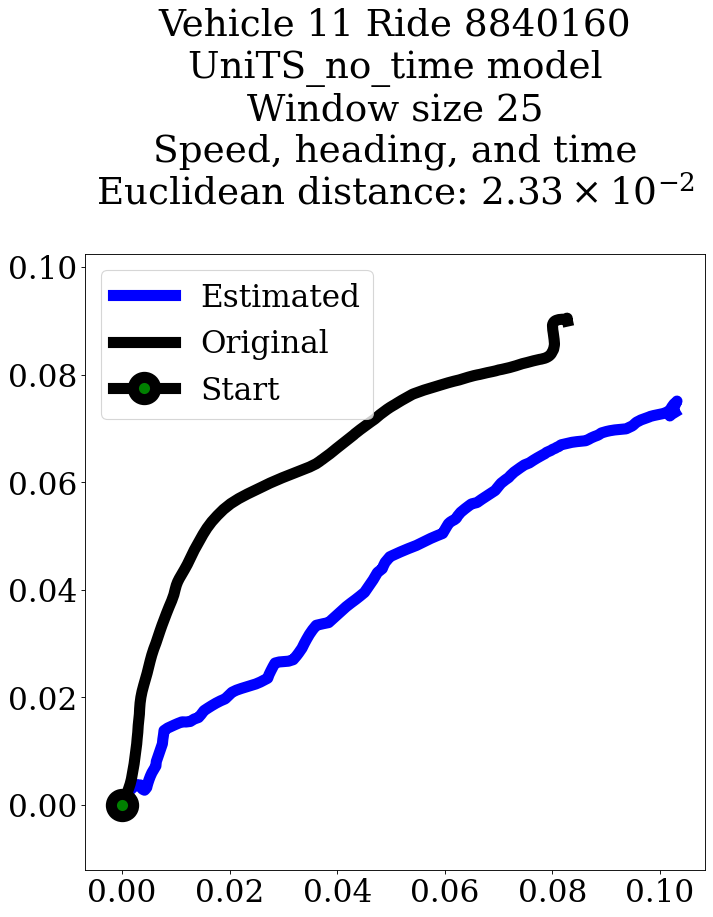 Vehicle 11 Ride 8840160
UniTS_no_time model
Window size 25
Speed, heading, and time
Euclidean distance: 2.33 × 10⁻²
Estimated
Original
Start
0.10
0.08
0.06
0.04
0.02
0.00
0.00 0.02 0.04 0.06 0.08 0.10